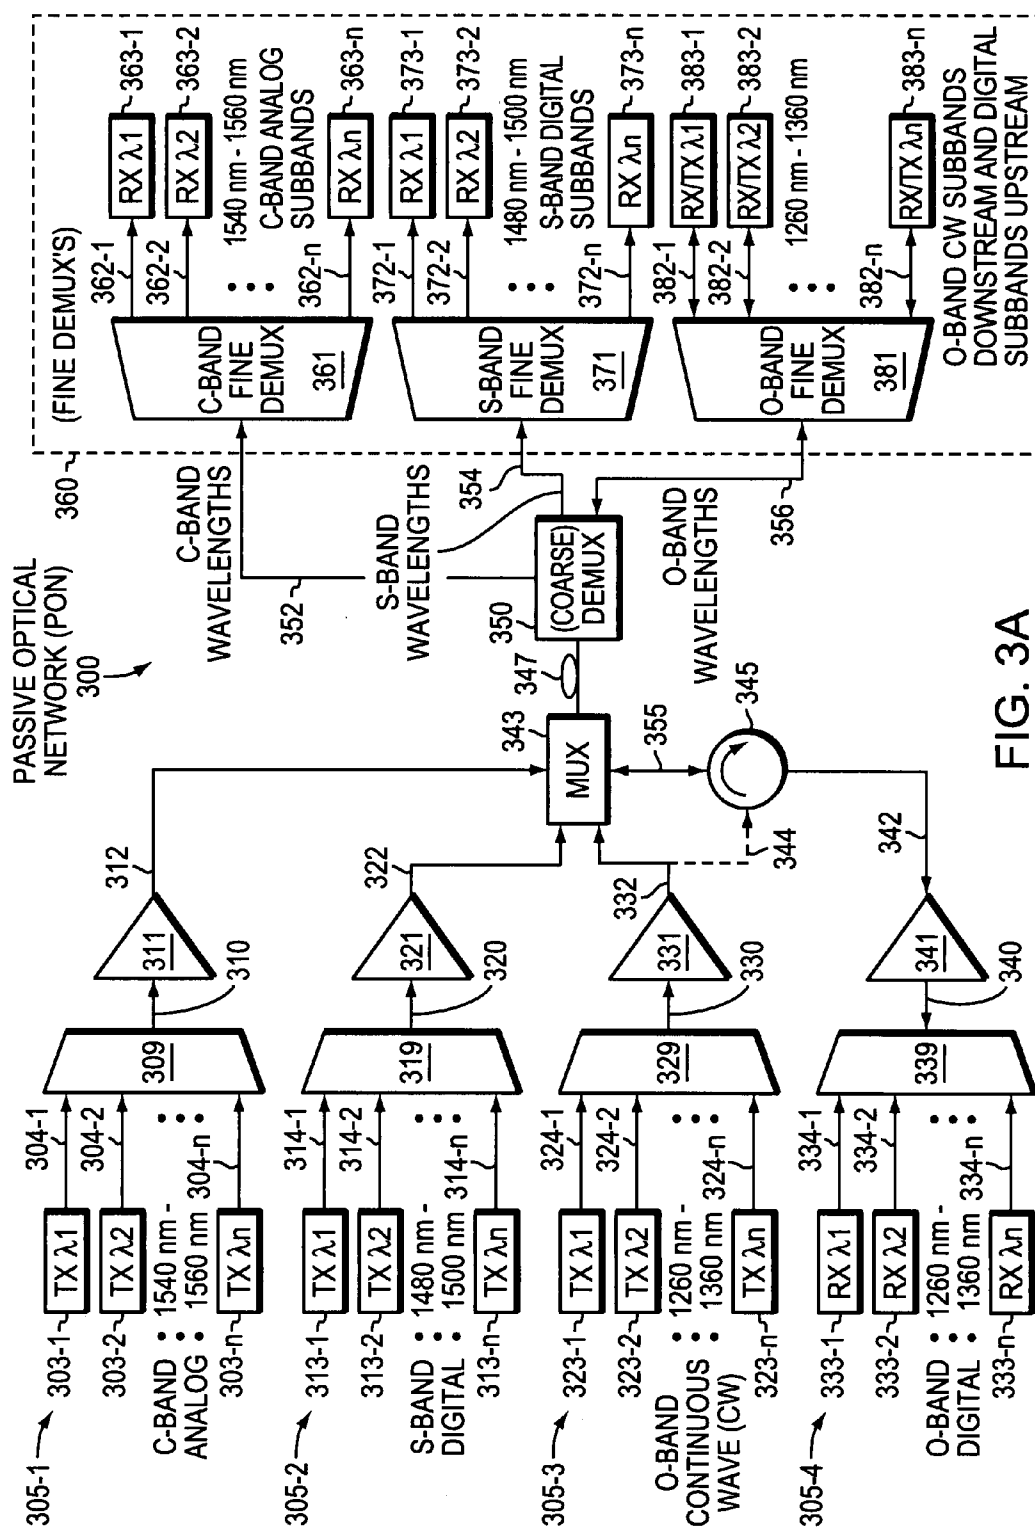 PASSIVE OPTICAL
NETWORK (PON)
300
305-1
303-1
TX λ1
304-1
303-2
TX λ2
304-2
C-BAND
ANALOG
1540 nm -
1560 nm
303-n
TX λn
304-n
309
310
311
312
305-2
313-1
TX λ1
314-1
313-2
TX λ2
314-2
S-BAND
DIGITAL
1480 nm -
1500 nm
313-n
TX λn
314-n
319
320
321
322
305-3
323-1
TX λ1
324-1
323-2
TX λ2
324-2
O-BAND
CONTINUOUS
WAVE (CW)
1260 nm -
1360 nm
323-n
TX λn
324-n
329
330
331
332
305-4
333-1
RX λ1
334-1
333-2
RX λ2
334-2
O-BAND
DIGITAL
1260 nm -
1360 nm
333-n
RX λn
334-n
339
340
341
342
343
MUX
344
345
355
347
350
(COARSE)
DEMUX
C-BAND
WAVELENGTHS
352
S-BAND
WAVELENGTHS
354
O-BAND
WAVELENGTHS
356
360
(FINE DEMUX'S)
C-BAND
FINE
DEMUX
361
362-1
RX λ1
363-1
362-2
RX λ2
363-2
1540 nm - 1560 nm
C-BAND ANALOG
SUBBANDS
362-n
RX λn
363-n
S-BAND
FINE
DEMUX
371
372-1
RX λ1
373-1
372-2
RX λ2
373-2
1480 nm - 1500 nm
S-BAND DIGITAL
SUBBANDS
372-n
RX λn
373-n
O-BAND
FINE
DEMUX
381
382-1
RX/TX λ1
383-1
382-2
RX/TX λ2
383-2
1260 nm - 1360 nm
382-n
RX/TX λn
383-n
O-BAND CW SUBBANDS
DOWNSTREAM AND DIGITAL
SUBBANDS UPSTREAM
FIG. 3A